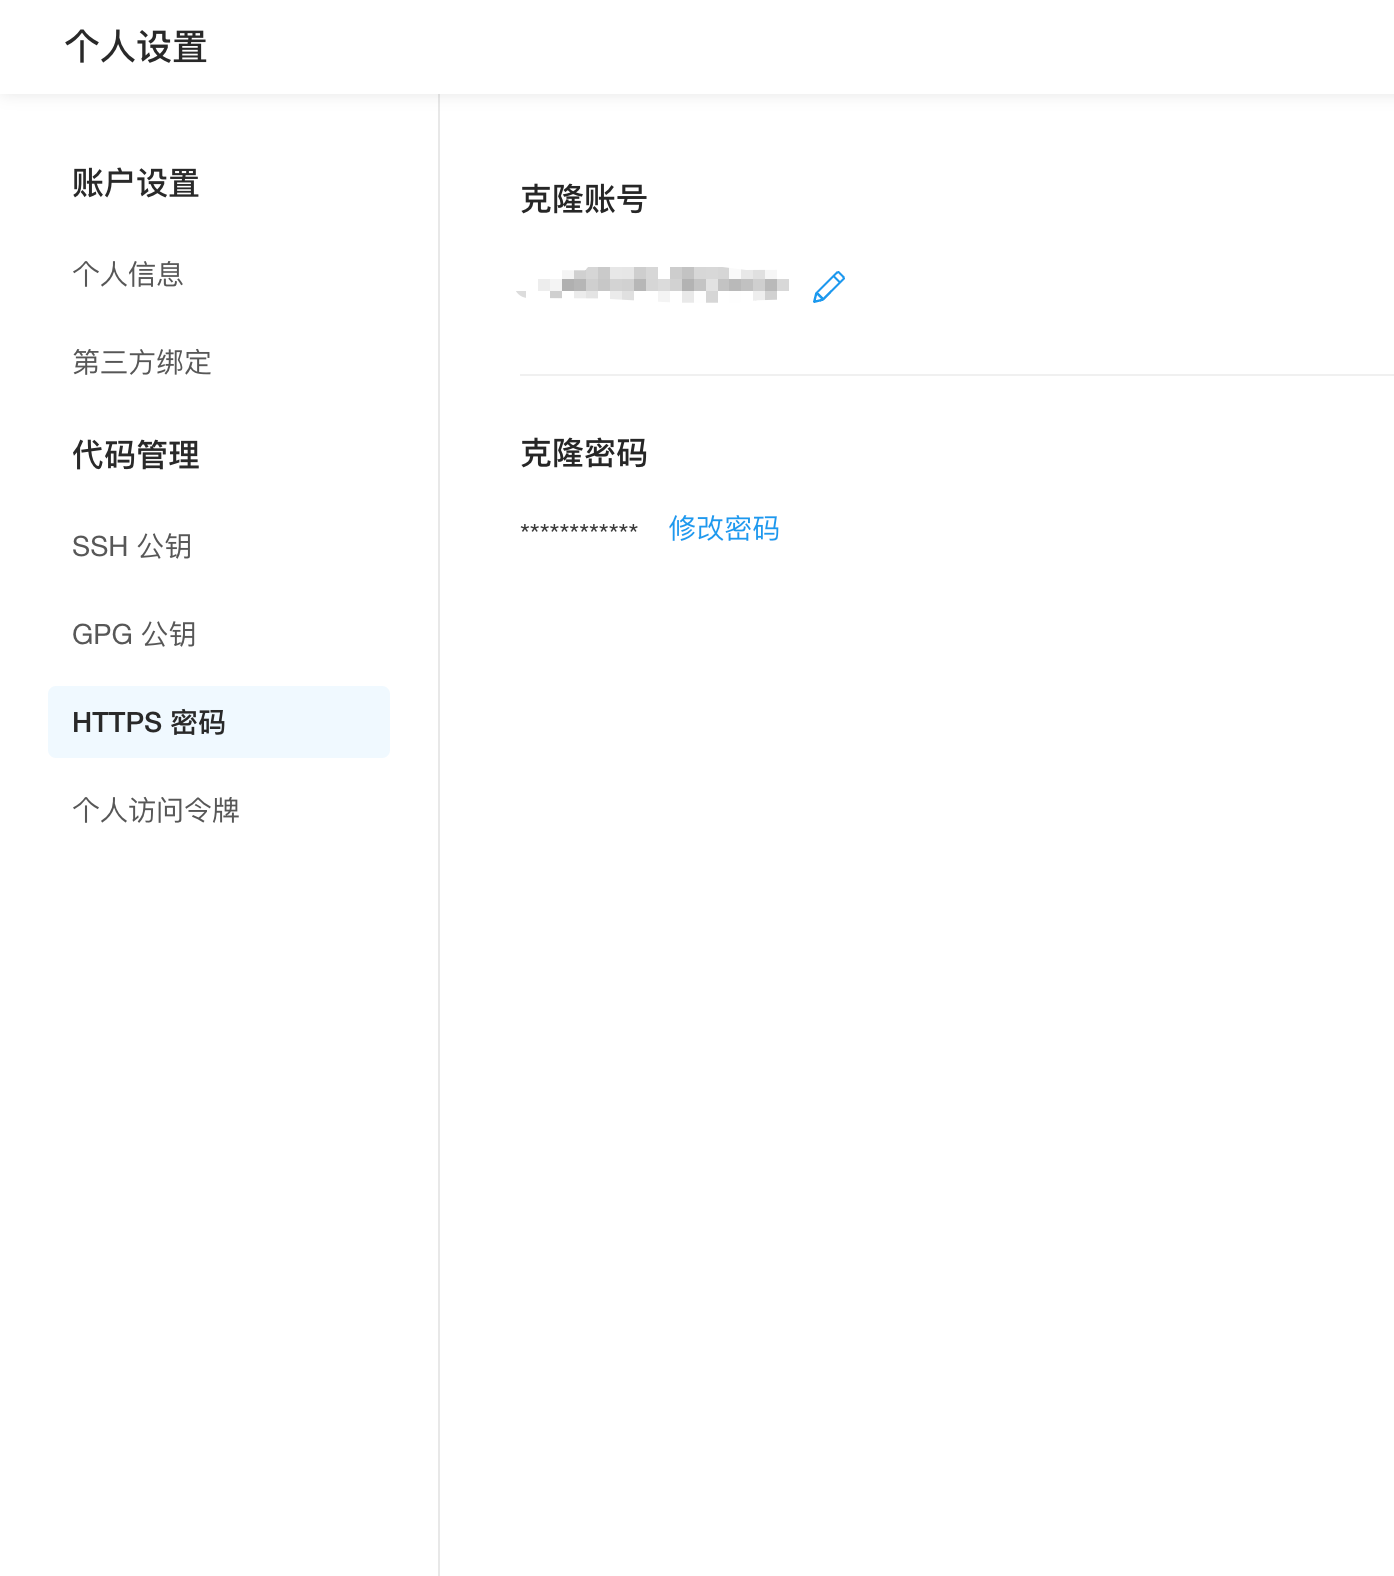 个人设置
账户设置
个人信息
第三方绑定
代码管理
SSH 公钥
GPG 公钥
HTTPS 密码
个人访问令牌
克隆账号
克隆密码
************ 修改密码